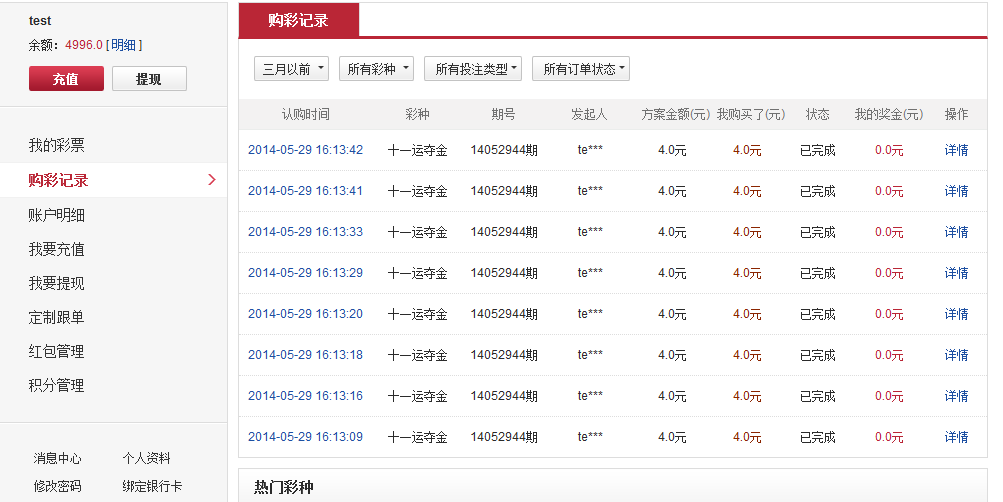 test
余额：4996.0 [明细]
充值 提现
我的彩票
购彩记录
账户明细
我要充值
我要提现
定制跟单
红包管理
积分管理
消息中心 个人资料
修改密码 绑定银行卡
购彩记录
三月以前 所有彩种 所有投注类型 所有订单状态
认购时间 彩种 期号 发起人 方案金额(元) 我购买了(元) 状态 我的奖金(元) 操作
2014-05-29 16:13:42 十一运夺金 14052944期 te*** 4.0元 4.0元 已完成 0.0元 详情
2014-05-29 16:13:41 十一运夺金 14052944期 te*** 4.0元 4.0元 已完成 0.0元 详情
2014-05-29 16:13:33 十一运夺金 14052944期 te*** 4.0元 4.0元 已完成 0.0元 详情
2014-05-29 16:13:29 十一运夺金 14052944期 te*** 4.0元 4.0元 已完成 0.0元 详情
2014-05-29 16:13:20 十一运夺金 14052944期 te*** 4.0元 4.0元 已完成 0.0元 详情
2014-05-29 16:13:18 十一运夺金 14052944期 te*** 4.0元 4.0元 已完成 0.0元 详情
2014-05-29 16:13:16 十一运夺金 14052944期 te*** 4.0元 4.0元 已完成 0.0元 详情
2014-05-29 16:13:09 十一运夺金 14052944期 te*** 4.0元 4.0元 已完成 0.0元 详情
热门彩种